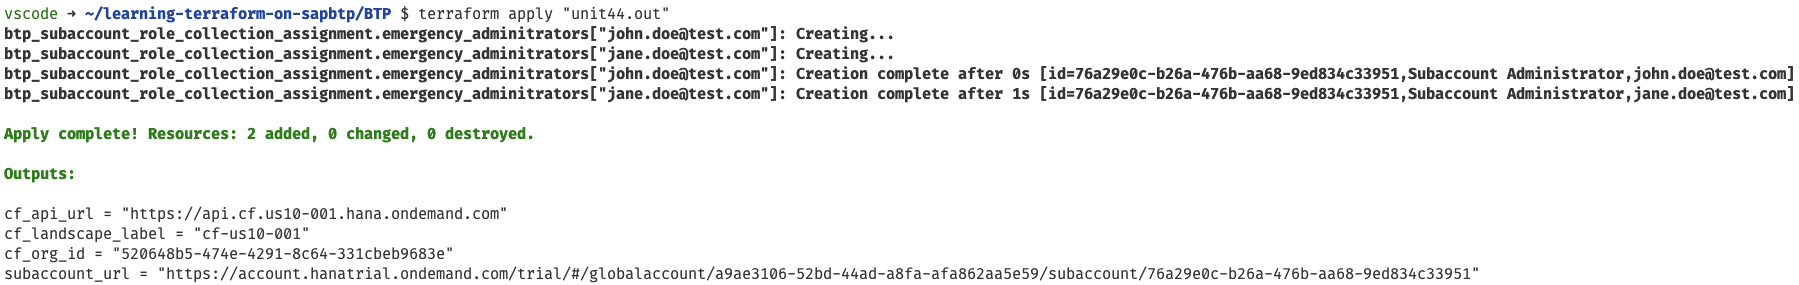 vscode → ~/learning-terraform-on-sapbtp/BTP $ terraform apply "unit44.out"
btp_subaccount_role_collection_assignment.emergency_adminitrators["john.doe@test.com"]: Creating...
btp_subaccount_role_collection_assignment.emergency_adminitrators["jane.doe@test.com"]: Creating...
btp_subaccount_role_collection_assignment.emergency_adminitrators["john.doe@test.com"]: Creation complete after 0s [id=76a29e0c-b26a-476b-aa68-9ed834c33951,Subaccount Administrator,john.doe@test.com]
btp_subaccount_role_collection_assignment.emergency_adminitrators["jane.doe@test.com"]: Creation complete after 1s [id=76a29e0c-b26a-476b-aa68-9ed834c33951,Subaccount Administrator,jane.doe@test.com]
Apply complete! Resources: 2 added, 0 changed, 0 destroyed.
Outputs:
cf_api_url = "https://api.cf.us10-001.hana.ondemand.com"
cf_landscape_label = "cf-us10-001"
cf_org_id = "520648b5-474e-4291-8c64-331cbeb9683e"
subaccount_url = "https://account.hanatrial.ondemand.com/trial/#/globalaccount/a9ae3106-52bd-44ad-a8fa-afa862aa5e59/subaccount/76a29e0c-b26a-476b-aa68-9ed834c33951"